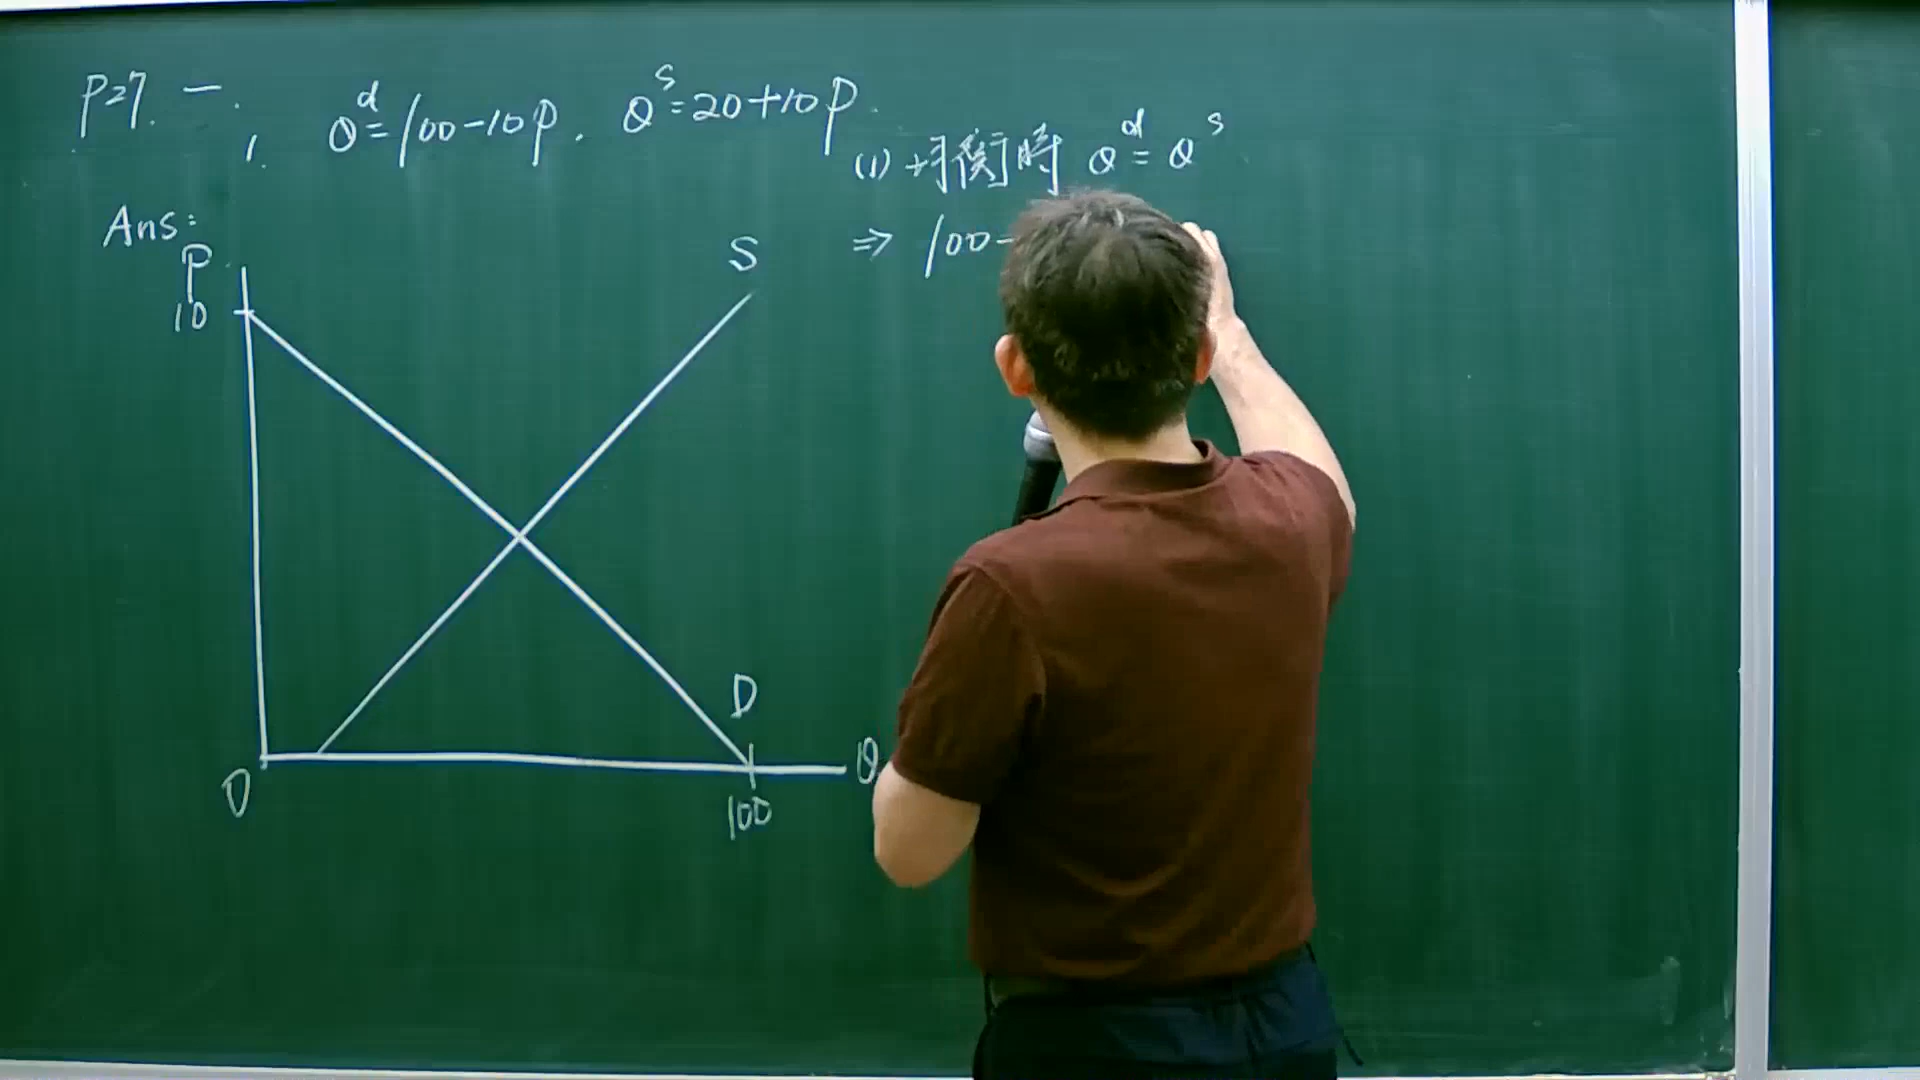 P27. 一.
1. Q^d=100-10P. Q^s=20+10P.
Ans:
(1) 均衡時 Q^d=Q^s
⇒ 100-
P
10
S
D
0
100
Q